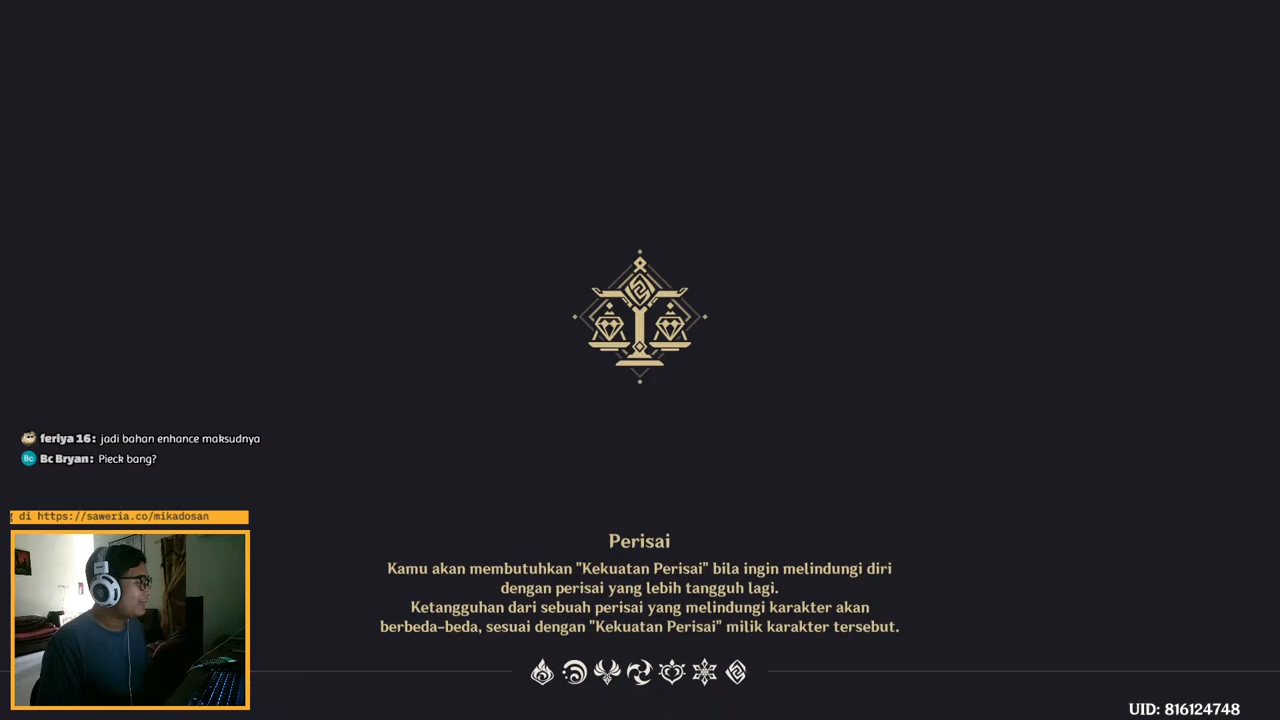 feriya 16: jadi bahan enhance maksudnya
Bc Bryan: Pieck bang?
di https://saweria.co/mikadosan
Perisai
Kamu akan membutuhkan "Kekuatan Perisai" bila ingin melindungi diri
dengan perisai yang lebih tangguh lagi.
Ketangguhan dari sebuah perisai yang melindungi karakter akan
berbeda-beda, sesuai dengan "Kekuatan Perisai" milik karakter tersebut.
UID: 816124748